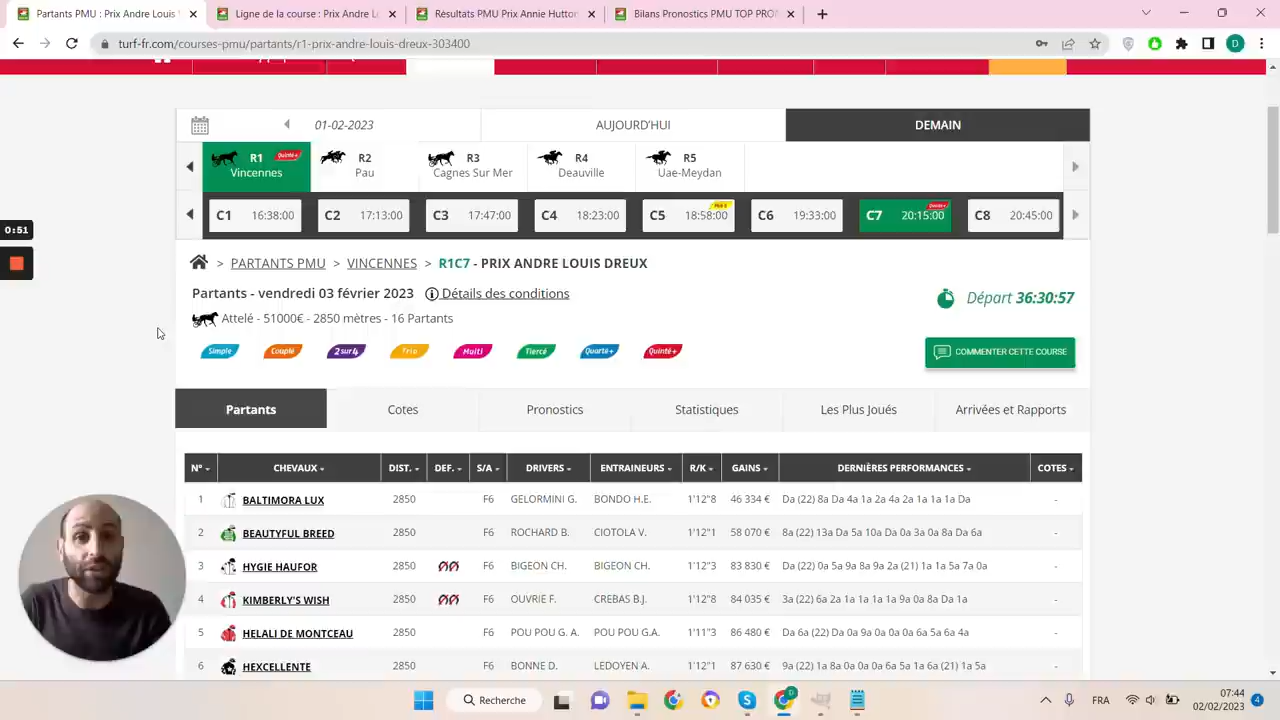 Partants PMU : Prix Andre Louis
Ligne de la course : Prix Andre L
Résultats PMU Prix Annie Hutton
Bilans Pronostics PMU TOP PRO
turf-fr.com/courses-pmu/partants/r1-prix-andre-louis-dreux-303400
01-02-2023 AUJOURD'HUI DEMAIN
R1 Quinté+ R2 R3 R4 R5
Vincennes Pau Cagnes Sur Mer Deauville Uae-Meydan
C1 16:38:00 C2 17:13:00 C3 17:47:00 C4 18:23:00 C5 18:58:00 C6 19:33:00 C7 20:15:00 C8 20:45:00
0:51
> PARTANTS PMU > VINCENNES > R1C7 - PRIX ANDRE LOUIS DREUX
Partants - vendredi 03 février 2023 Détails des conditions
Départ 36:30:57
Attelé - 51000€ - 2850 mètres - 16 Partants
Simple Couplé 2sur4 Trio Multi Tiercé Quarté+ Quinté+
COMMENTER CETTE COURSE
Partants Cotes Pronostics Statistiques Les Plus Joués Arrivées et Rapports
N° CHEVAUX DIST. DEF. S/A DRIVERS ENTRAINEURS R/K GAINS DERNIÈRES PERFORMANCES COTES
1 BALTIMORA LUX 2850 F6 GELORMINI G. BONDO H.E. 1'12"8 46 334 € Da (22) 8a Da 4a 1a 2a 4a 2a 1a 1a 1a Da -
2 BEAUTYFUL BREED 2850 F6 ROCHARD B. CIOTOLA V. 1'12"1 58 070 € 8a (22) 13a Da 5a 10a Da 0a 3a 0a 8a Da 6a -
3 HYGIE HAUFOR 2850 F6 BIGEON CH. BIGEON CH. 1'12"3 83 830 € Da (22) 0a 5a 9a 8a 9a 2a (21) 1a 1a 5a 7a 0a -
4 KIMBERLY'S WISH 2850 F6 OUVRIE F. CREBAS B.J. 1'12"8 84 035 € 3a (22) 6a 2a 1a 1a 1a 1a 9a 0a 8a Da 1a -
5 HELALI DE MONTCEAU 2850 F6 POU POU G. A. POU POU G.A. 1'11"3 86 480 € Da 6a (22) Da 0a 9a 0a 0a 0a 6a 5a 6a 4a -
6 HEXCELLENTE 2850 F6 BONNE D. LEDOYEN A. 1'12"1 87 630 € 9a (22) 1a 8a 0a 0a 0a 6a 5a 1a 6a (21) 1a 5a -
Recherche
FRA
07:44
02/02/2023
4